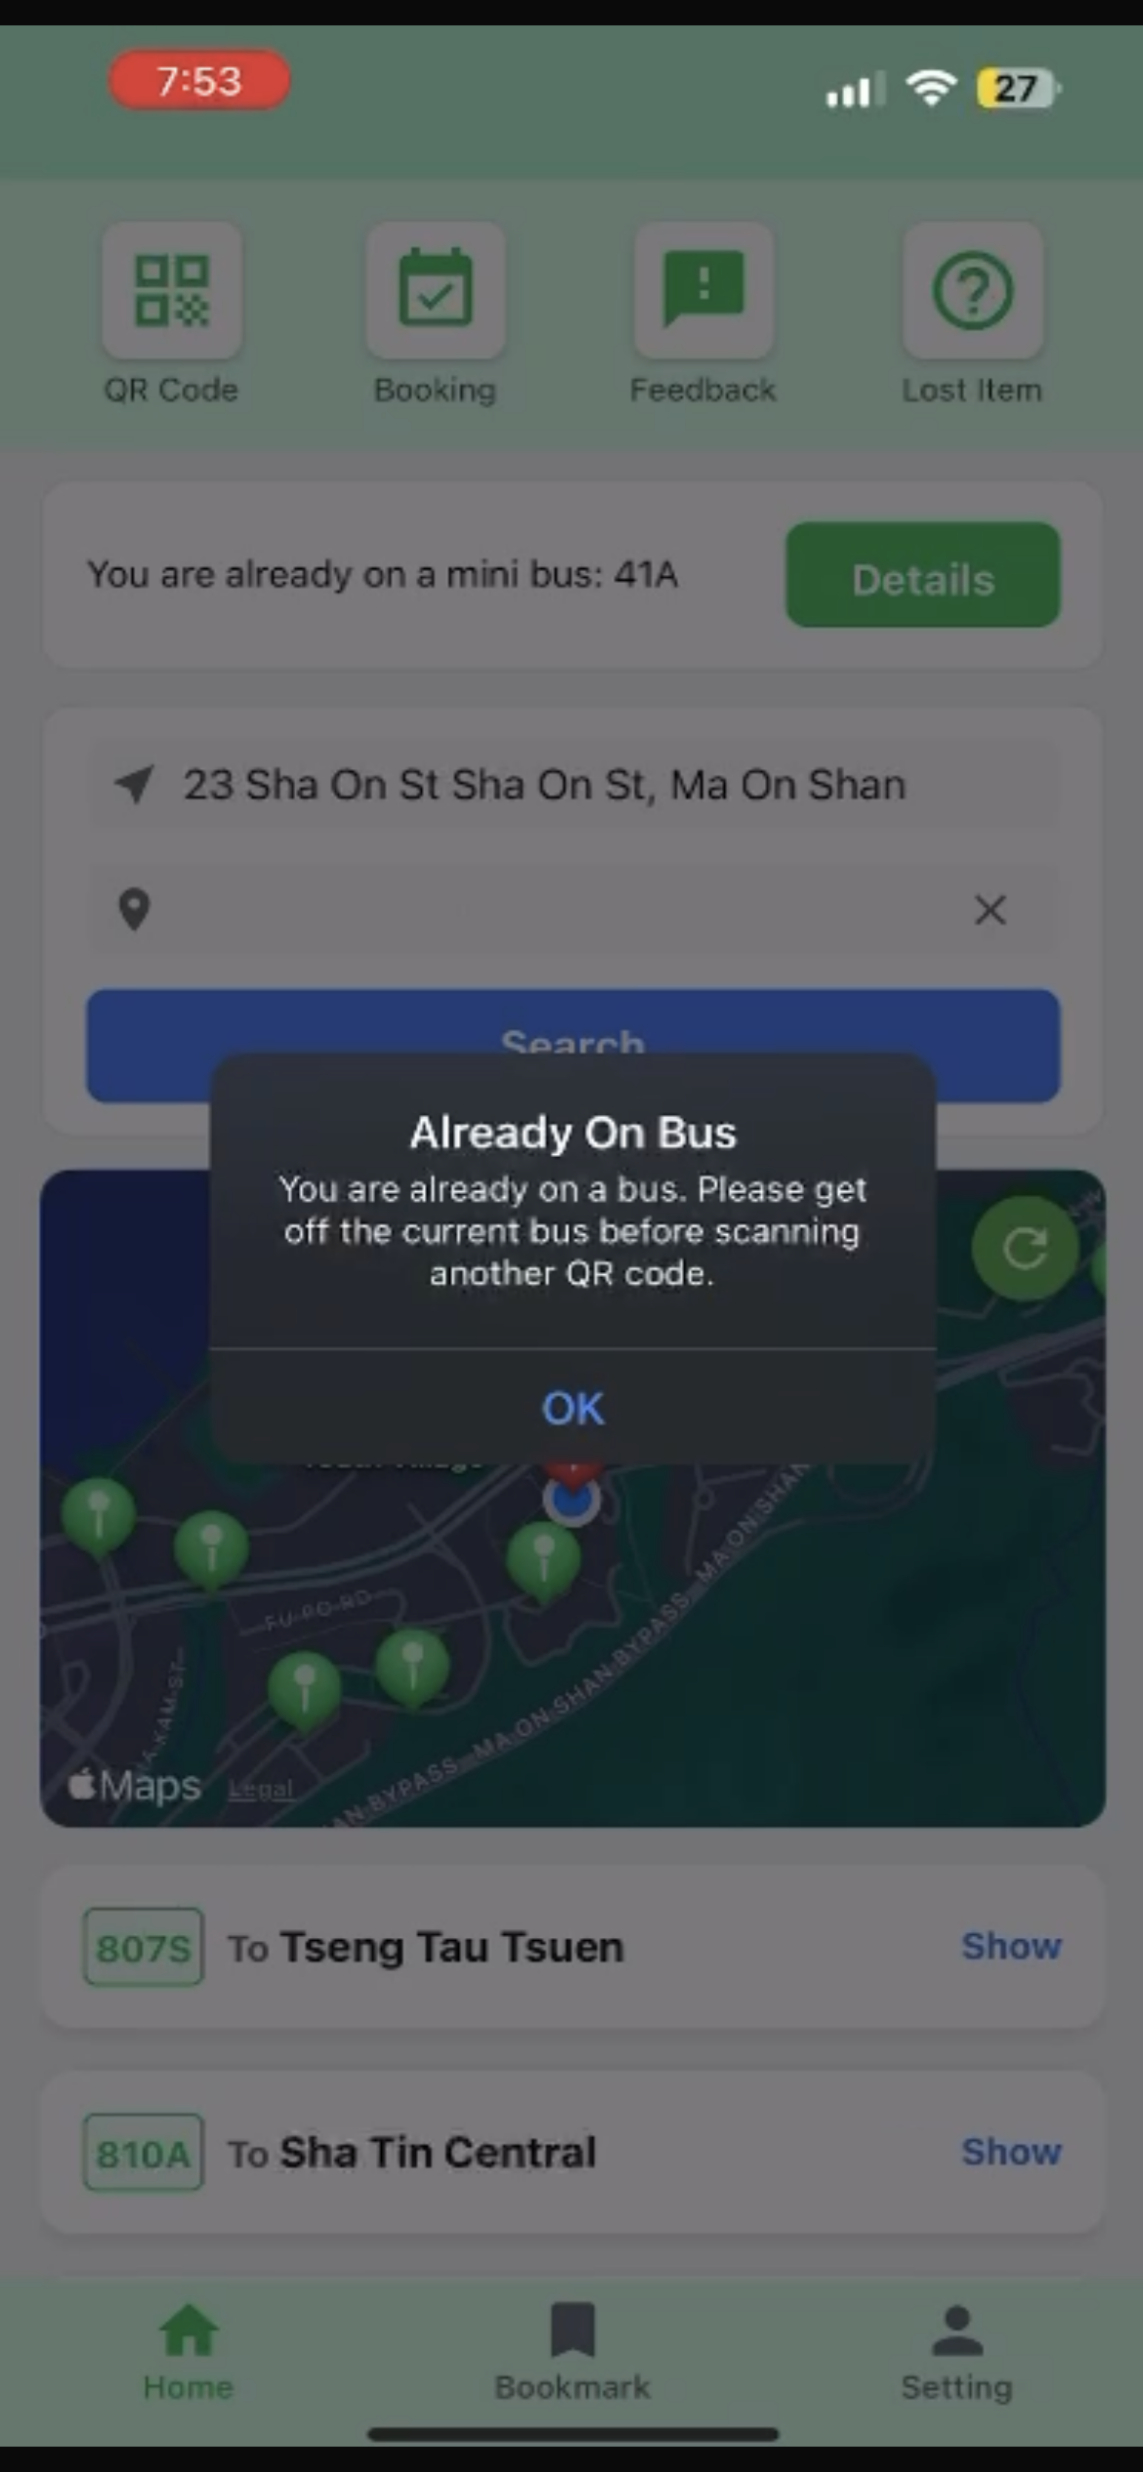 7:53
27
QR Code
Booking
Feedback
Lost Item
You are already on a mini bus: 41A
Details
23 Sha On St Sha On St, Ma On Shan
Search
Already On Bus
You are already on a bus. Please get
off the current bus before scanning
another QR code.
OK
FU PO RD
MA ON SHAN BYPASS
MA ON SHAN
AN BYPASS
A KAM ST
Maps
Legal
807S To Tseng Tau Tsuen
Show
810A To Sha Tin Central
Show
Home
Bookmark
Setting